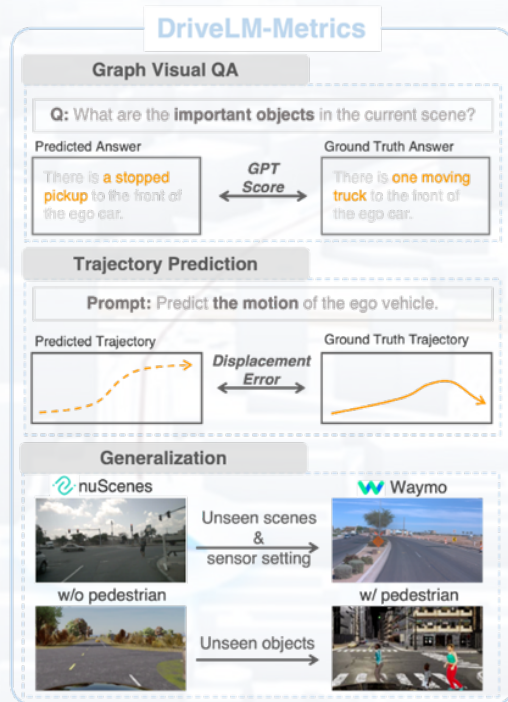 DriveLM-Metrics
Graph Visual QA
Q: What are the important objects in the current scene?
Predicted Answer
There is a stopped
pickup to the front of
the ego car.
GPT
Score
Ground Truth Answer
There is one moving
truck to the front of
the ego car.
Trajectory Prediction
Prompt: Predict the motion of the ego vehicle.
Predicted Trajectory
Displacement
Error
Ground Truth Trajectory
Generalization
nuScenes
Unseen scenes
&
sensor setting
Waymo
w/o pedestrian
Unseen objects
w/ pedestrian